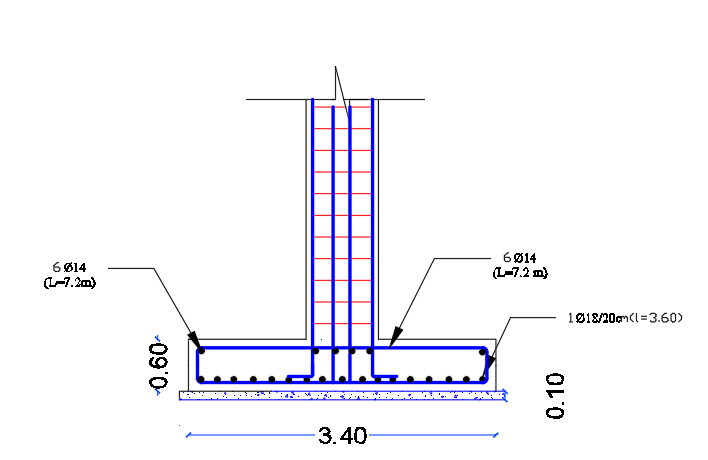 6 Ø14
(L=7.2m)
6 Ø14
(L=7.2 m)
1Ø18/20cm(l=3.60)
0.60
0.10
3.40